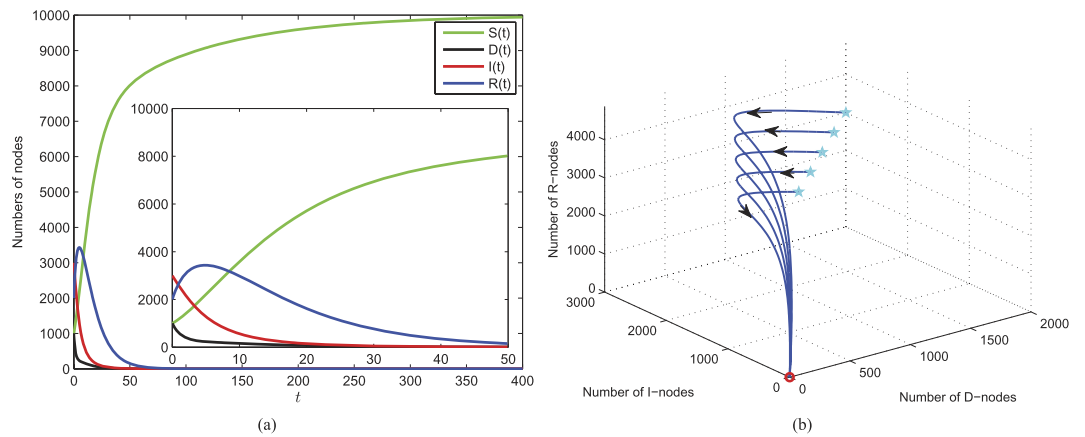 10000
9000
8000
7000
6000
5000
4000
3000
2000
1000
0
Numbers of nodes
0 50 100 150 200 250 300 350 400
t
S(t)
D(t)
I(t)
R(t)
10000
8000
6000
4000
2000
0
0 10 20 30 40 50
(a)
4000
3000
2000
1000
0
Number of R−nodes
3000
2000
1000
0
Number of I−nodes
0
500
1000
1500
2000
Number of D−nodes
(b)